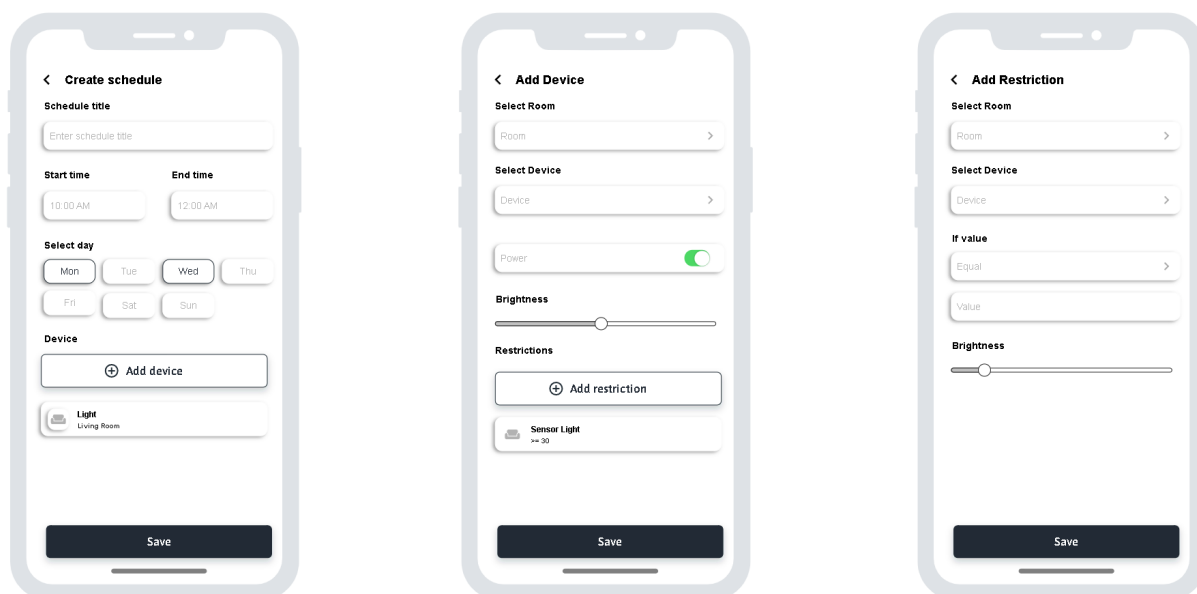 Create schedule
Schedule title
Enter schedule title
Start time End time
10:00 AM 12:00 AM
Select day
Mon Tue Wed Thu
Fri Sat Sun
Device
Add device
Light
Living Room
Save
Add Device
Select Room
Room
Select Device
Device
Power
Brightness
Restrictions
Add restriction
Sensor Light
>= 30
Save
Add Restriction
Select Room
Room
Select Device
Device
If value
Equal
Value
Brightness
Save